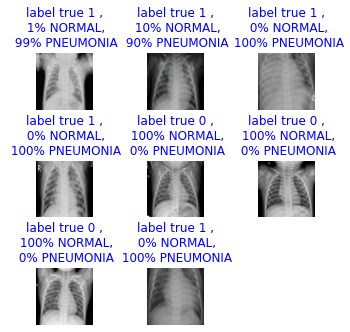 label true 1 ,
1% NORMAL,
99% PNEUMONIA
label true 1 ,
10% NORMAL,
90% PNEUMONIA
label true 1 ,
0% NORMAL,
100% PNEUMONIA
label true 1 ,
0% NORMAL,
100% PNEUMONIA
label true 0 ,
100% NORMAL,
0% PNEUMONIA
label true 0 ,
100% NORMAL,
0% PNEUMONIA
label true 0 ,
100% NORMAL,
0% PNEUMONIA
label true 1 ,
0% NORMAL,
100% PNEUMONIA